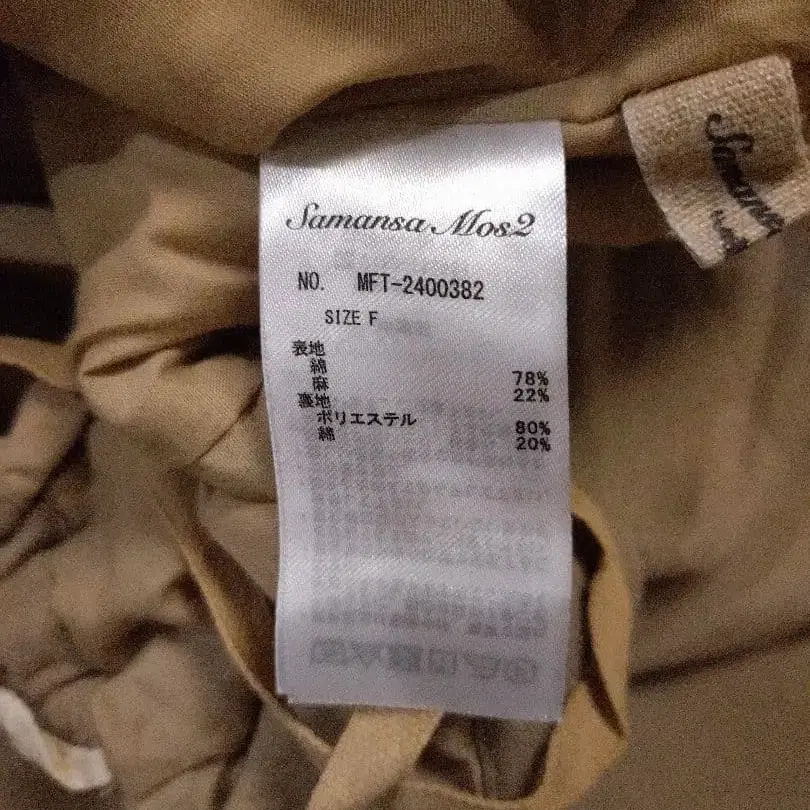 Samansa Mos2
NO. MFT-2400382
SIZE F
表地
綿 78%
麻 22%
裏地
ポリエステル 80%
綿 20%